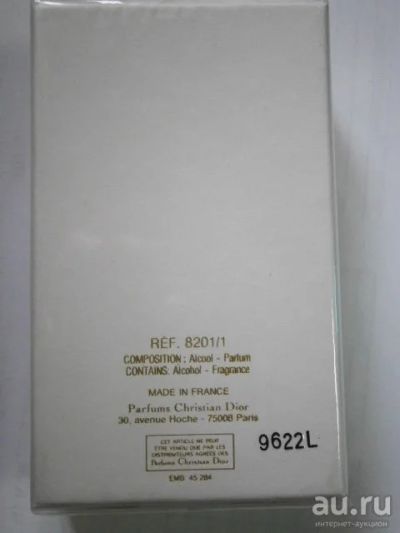 RÉF. 8201/1
COMPOSITION : Alcool - Parfum
CONTAINS: Alcohol - Fragrance
MADE IN FRANCE
Parfums Christian Dior
30, avenue Hoche - 75008 Paris
CET ARTICLE NE PEUT
ÊTRE VENDU QUE PAR LES
DISTRIBUTEURS AGRÉÉS DES
Parfums Christian Dior
9622L
EMB 45 284
au.ru
интернет-аукцион